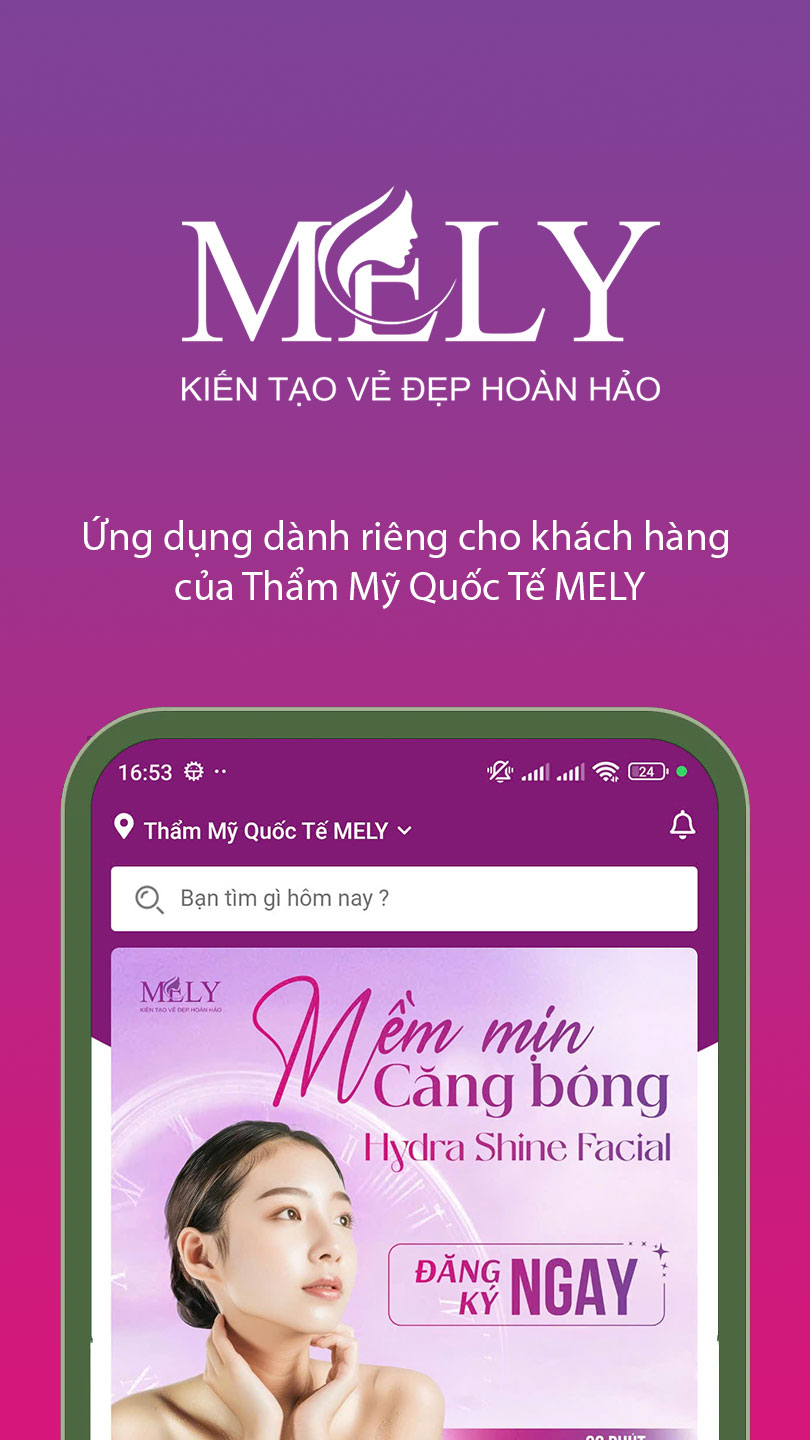 MELY
KIẾN TẠO VẺ ĐẸP HOÀN HẢO
Ứng dụng dành riêng cho khách hàng
của Thẩm Mỹ Quốc Tế MELY
16:53
24
Thẩm Mỹ Quốc Tế MELY
Bạn tìm gì hôm nay ?
MELY
KIẾN TẠO VẺ ĐẸP HOÀN HẢO
Mềm mịn
Căng bóng
Hydra Shine Facial
ĐĂNG KÝ NGAY